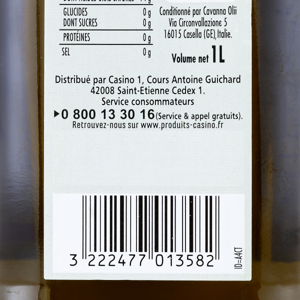 GLUCIDES 0 g
DONT SUCRES 0 g
PROTÉINES 0 g
SEL 0 g
Conditionné par Cavanna Olii
Via Circonvallazione 5
16015 Casella (GE), Italie.
Volume net 1L
Distribué par Casino 1, Cours Antoine Guichard
42008 Saint-Etienne Cedex 1.
Service consommateurs
►0 800 13 30 16 (Service & appel gratuits).
Retrouvez-nous sur www.produits-casino.fr
3 222477 013582